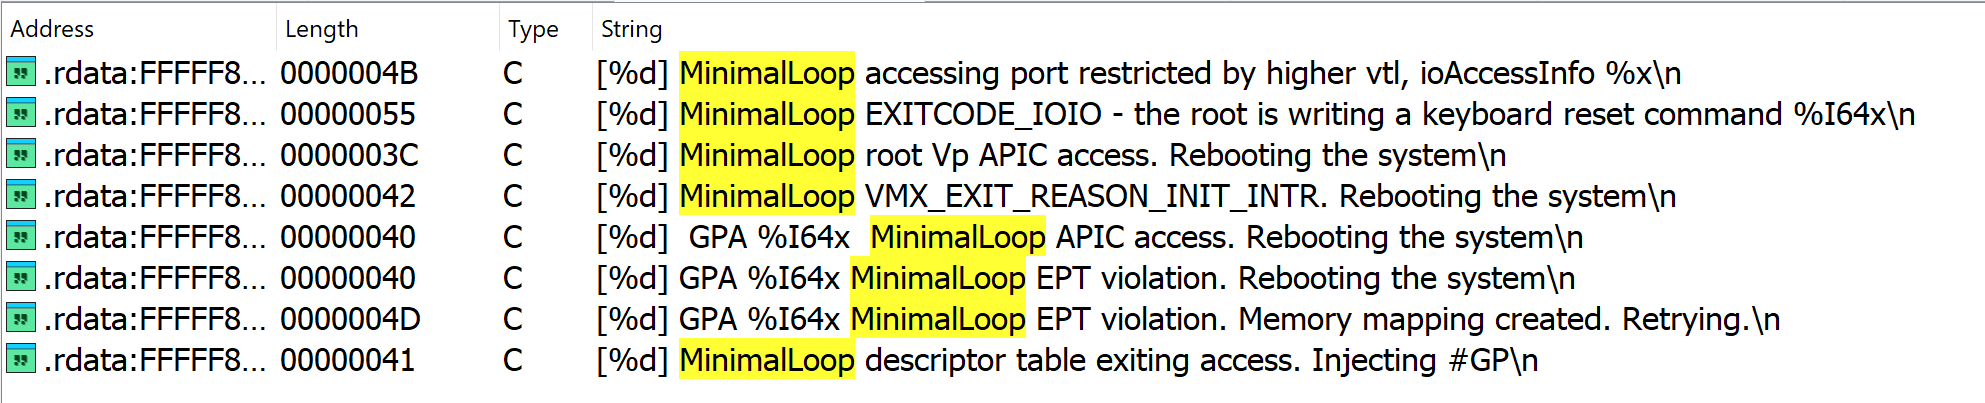 Address Length Type String
.rdata:FFFFF8... 0000004B C [%d] MinimalLoop accessing port restricted by higher vtl, ioAccessInfo %x\n
.rdata:FFFFF8... 00000055 C [%d] MinimalLoop EXITCODE_IOIO - the root is writing a keyboard reset command %I64x\n
.rdata:FFFFF8... 0000003C C [%d] MinimalLoop root Vp APIC access. Rebooting the system\n
.rdata:FFFFF8... 00000042 C [%d] MinimalLoop VMX_EXIT_REASON_INIT_INTR. Rebooting the system\n
.rdata:FFFFF8... 00000040 C [%d]  GPA %I64x  MinimalLoop APIC access. Rebooting the system\n
.rdata:FFFFF8... 00000040 C [%d] GPA %I64x MinimalLoop EPT violation. Rebooting the system\n
.rdata:FFFFF8... 0000004D C [%d] GPA %I64x MinimalLoop EPT violation. Memory mapping created. Retrying.\n
.rdata:FFFFF8... 00000041 C [%d] MinimalLoop descriptor table exiting access. Injecting #GP\n